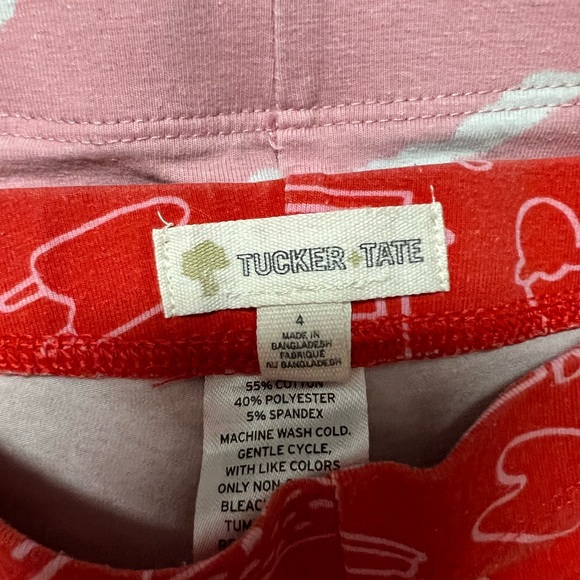 TUCKER+TATE
4
MADE IN
BANGLADESH
FABRIQUÉ
AU BANGLADESH
55% COTTON
40% POLYESTER
5% SPANDEX
MACHINE WASH COLD.
GENTLE CYCLE,
WITH LIKE COLORS
ONLY NON-
BLEAC
TUM